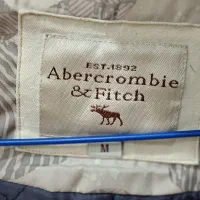 EST.1892
Abercrombie
& Fitch
M